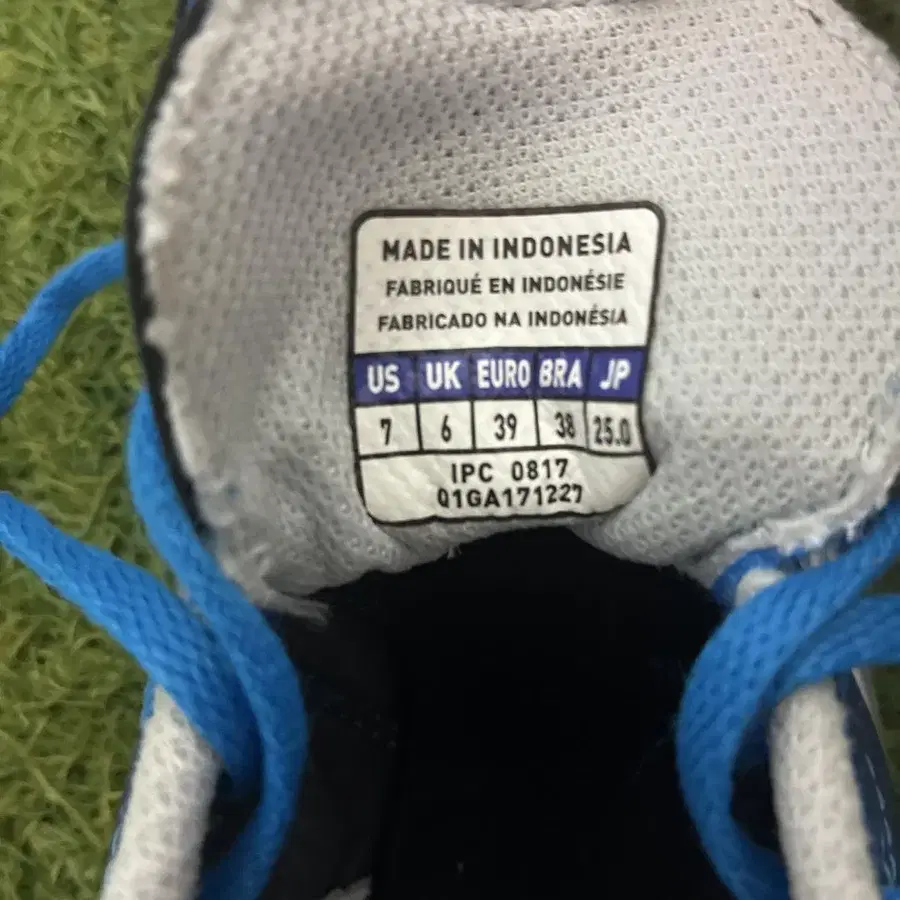 MADE IN INDONESIA
FABRIQUÉ EN INDONÉSIE
FABRICADO NA INDONÉSIA
US UK EURO BRA JP
7 6 39 38 25.0
IPC 0817
Q1GA171227